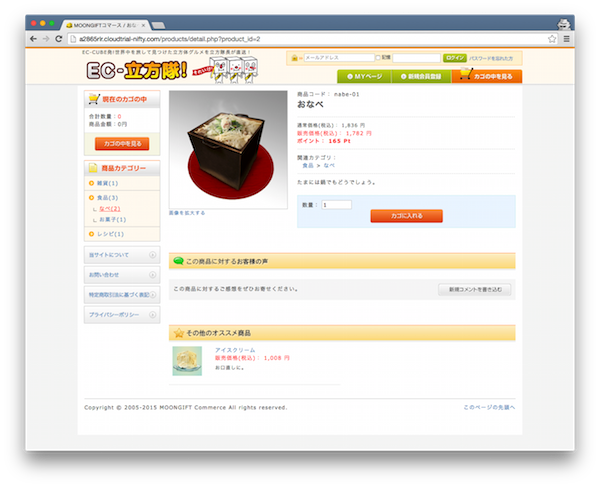 MOONGIFTコマース / おな
a2865rir.cloudtrial-nifty.com/products/detail.php?product_id=2
EC-CUBE発!世界中を旅して見つけた立方体グルメを立方隊長が直送!
EC-立方隊!
メールアドレス
記憶
ログイン
パスワードを忘れた方
MYページ
新規会員登録
カゴの中を見る
現在のカゴの中
合計数量:0
商品金額:0円
カゴの中を見る
商品カテゴリー
雑貨(1)
食品(3)
なべ(2)
お菓子(1)
レシピ(1)
当サイトについて
お問い合わせ
特定商取引法に基づく表記
プライバシーポリシー
画像を拡大する
商品コード: nabe-01
おなべ
通常価格(税込): 1,836 円
販売価格(税込): 1,782 円
ポイント: 165 Pt
関連カテゴリ:
食品 > なべ
たまには鍋でもどうでしょう。
数量:
1
カゴに入れる
この商品に対するお客様の声
この商品に対するご感想をぜひお寄せください。
新規コメントを書き込む
その他のオススメ商品
アイスクリーム
販売価格(税込): 1,008 円
お口直しに。
Copyright © 2005-2015 MOONGIFT Commerce All rights reserved.
このページの先頭へ